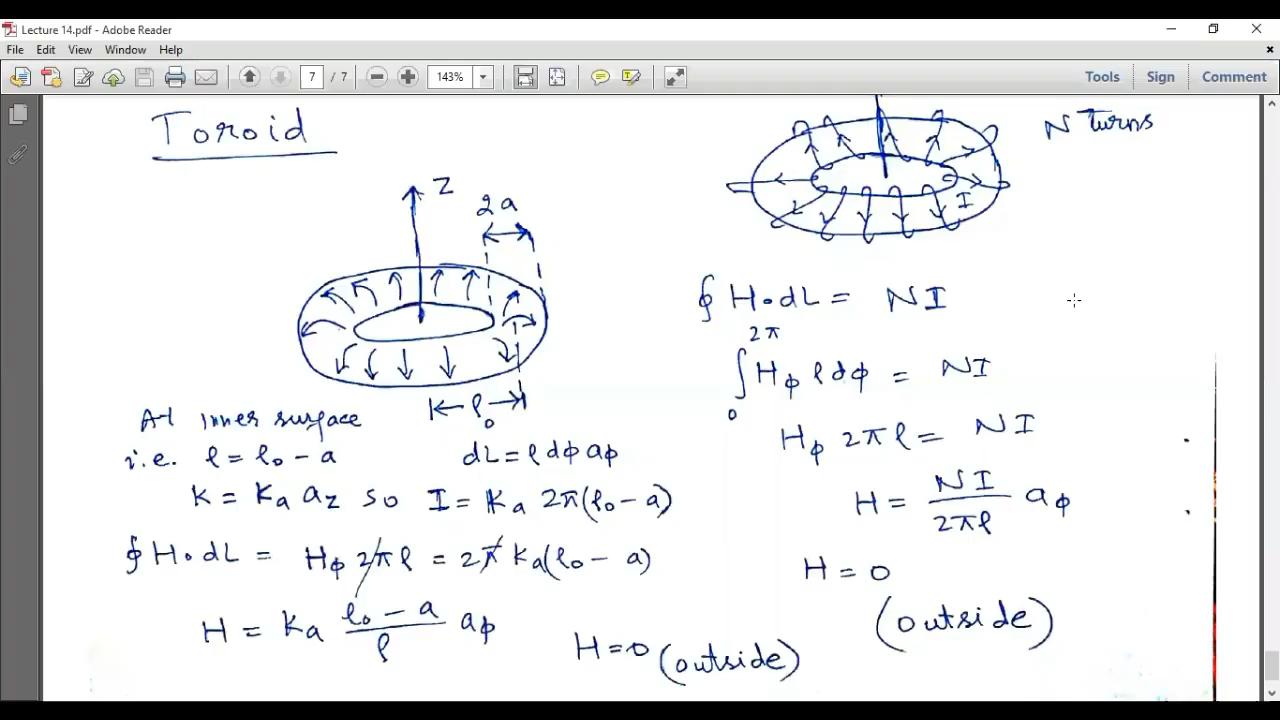 Lecture 14.pdf - Adobe Reader
File Edit View Window Help
7 / 7 143% Tools Sign Comment
Toroid
N Turns
Z
2a
I
∮ H•dL = NI
2π
∫ Hϕ ρdϕ = NI
0
ρ0
At inner surface
i.e. ρ = ρ0 - a dL = ρdϕ aϕ
Hϕ 2πρ = NI
K = Ka az so I = Ka 2π(ρ0 - a)
H = NI / 2πρ aϕ
∮ H•dL = Hϕ 2πρ = 2π Ka(ρ0 - a)
H = 0
(outside)
H = Ka ρ0 - a / ρ aϕ
H=0 (outside)